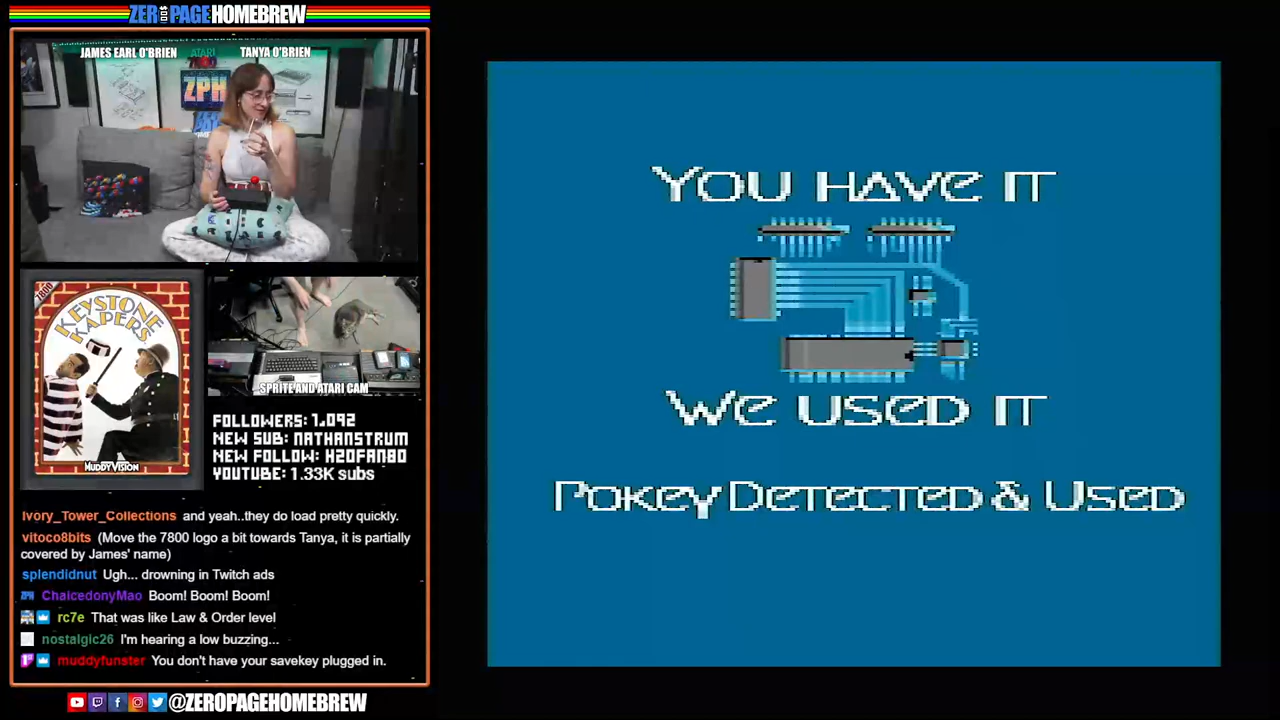 ZERO PAGE HOMEBREW
JAMES EARL O'BRIEN
TANYA O'BRIEN
ATARI
ZPH
7800
KEYSTONE
KAPERS
MUDDYVISION
SPRITE AND ATARI CAM
FOLLOWERS: 1,092
NEW SUB: NATHANSTRUM
NEW FOLLOW: H2OFAN80
YOUTUBE: 1.33K subs
Ivory_Tower_Collections and yeah..they do load pretty quickly.
vitoco8bits (Move the 7800 logo a bit towards Tanya, it is partially
covered by James' name)
splendidnut Ugh... drowning in Twitch ads
ChalcedonyMao Boom! Boom! Boom!
rc7e That was like Law & Order level
nostalgic26 I'm hearing a low buzzing...
muddyfunster You don't have your savekey plugged in.
@ZEROPAGEHOMEBREW
YOU HAVE IT
WE USED IT
POKEY DETECTED & USED